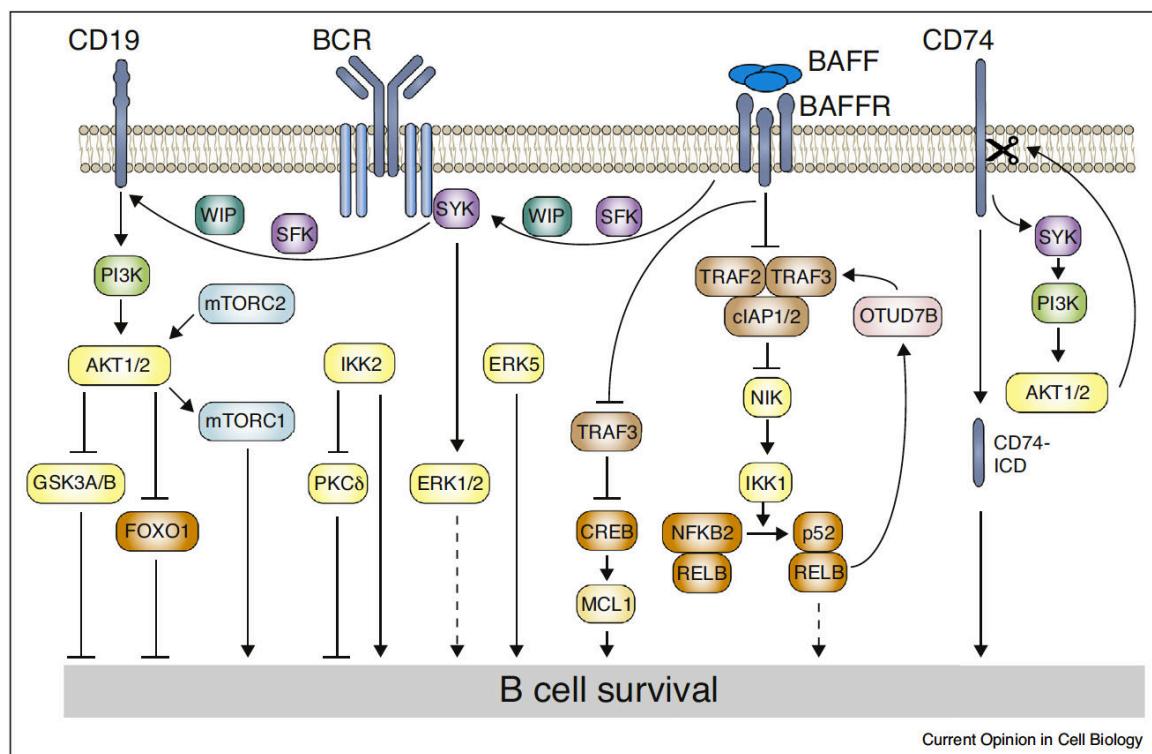 CD19
BCR
BAFF
BAFFR
CD74
WIP
SFK
SYK
WIP
SFK
SYK
PI3K
mTORC2
TRAF2
TRAF3
cIAP1/2
OTUD7B
PI3K
AKT1/2
IKK2
ERK5
NIK
AKT1/2
mTORC1
TRAF3
CD74-
ICD
GSK3A/B
PKCδ
ERK1/2
IKK1
FOXO1
CREB
NFKB2
p52
RELB
RELB
MCL1
B cell survival
Current Opinion in Cell Biology